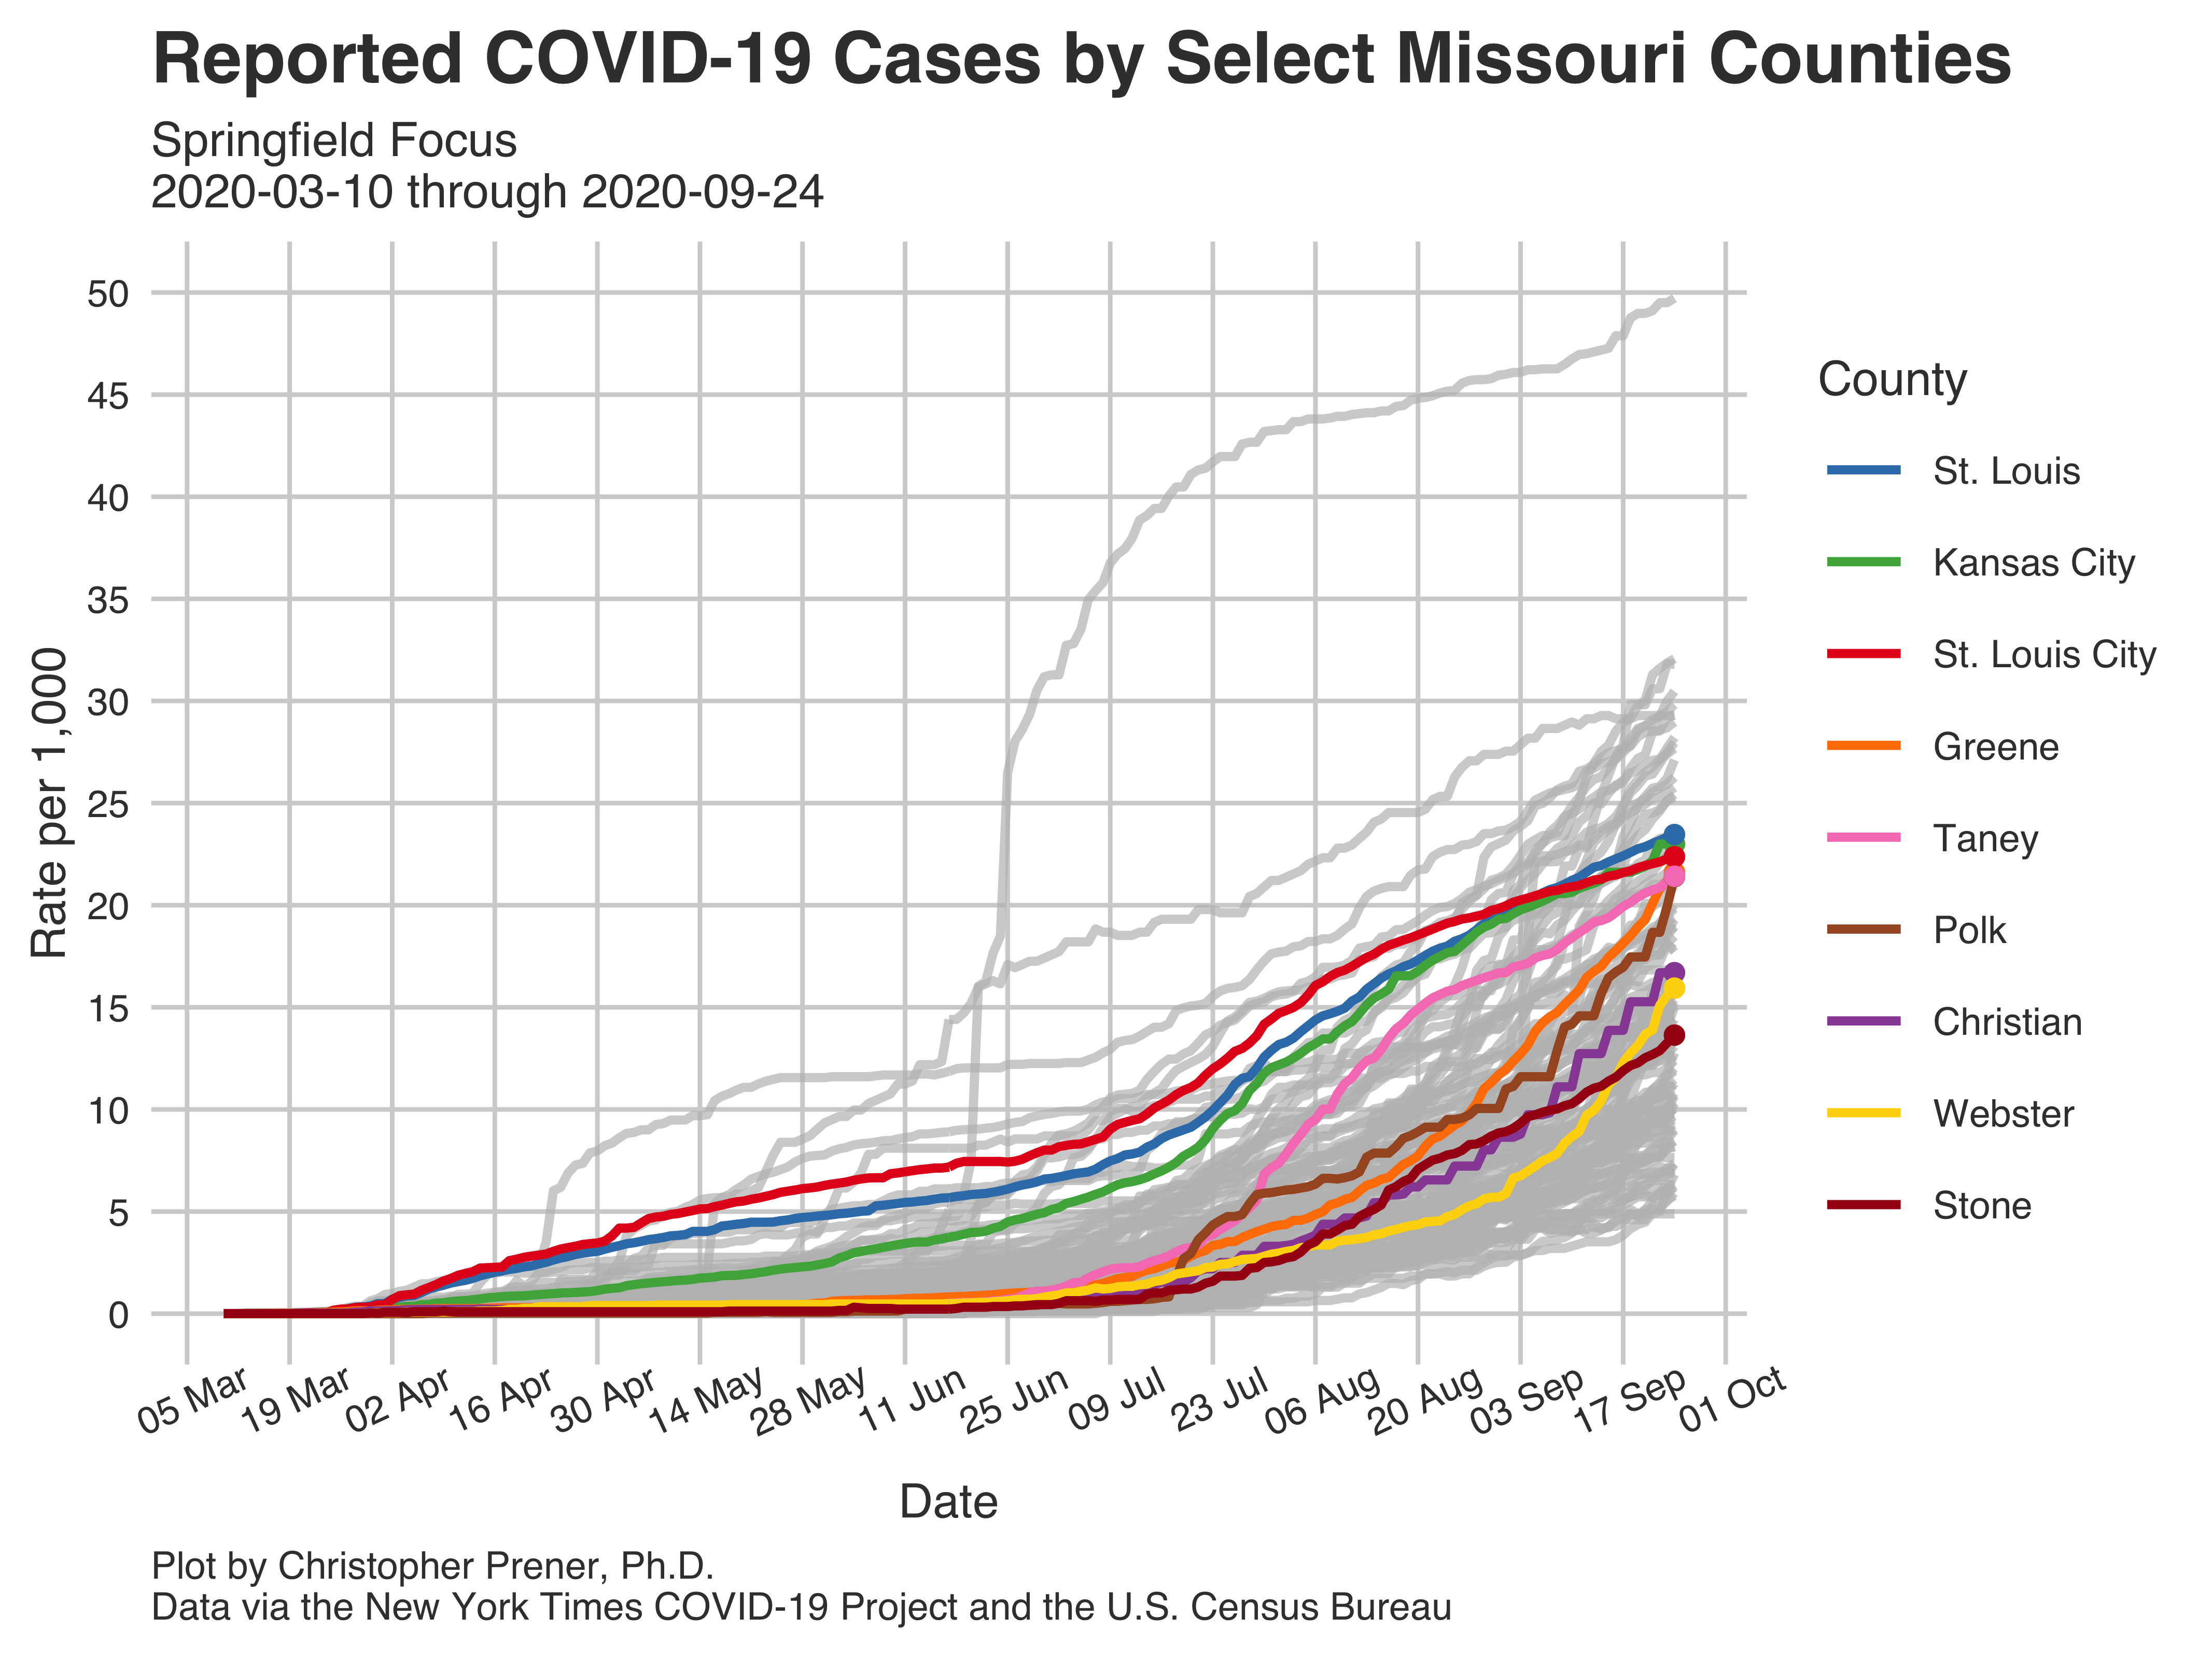 Reported COVID-19 Cases by Select Missouri Counties
Springfield Focus
2020-03-10 through 2020-09-24
Rate per 1,000
50
45
40
35
30
25
20
15
10
5
0
05 Mar
19 Mar
02 Apr
16 Apr
30 Apr
14 May
28 May
11 Jun
25 Jun
09 Jul
23 Jul
06 Aug
20 Aug
03 Sep
17 Sep
01 Oct
Date
County
St. Louis
Kansas City
St. Louis City
Greene
Taney
Polk
Christian
Webster
Stone
Plot by Christopher Prener, Ph.D.
Data via the New York Times COVID-19 Project and the U.S. Census Bureau